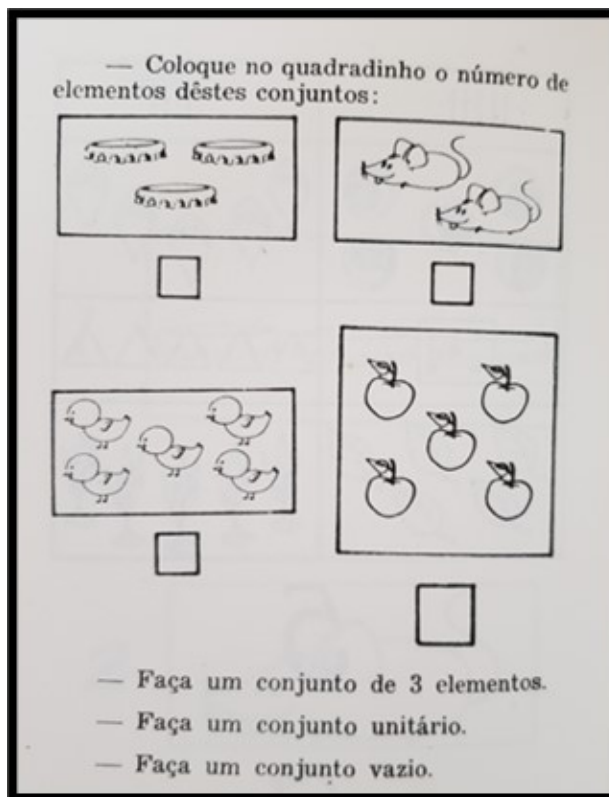 — Coloque no quadradinho o número de
elementos dêstes conjuntos:
— Faça um conjunto de 3 elementos.
— Faça um conjunto unitário.
— Faça um conjunto vazio.